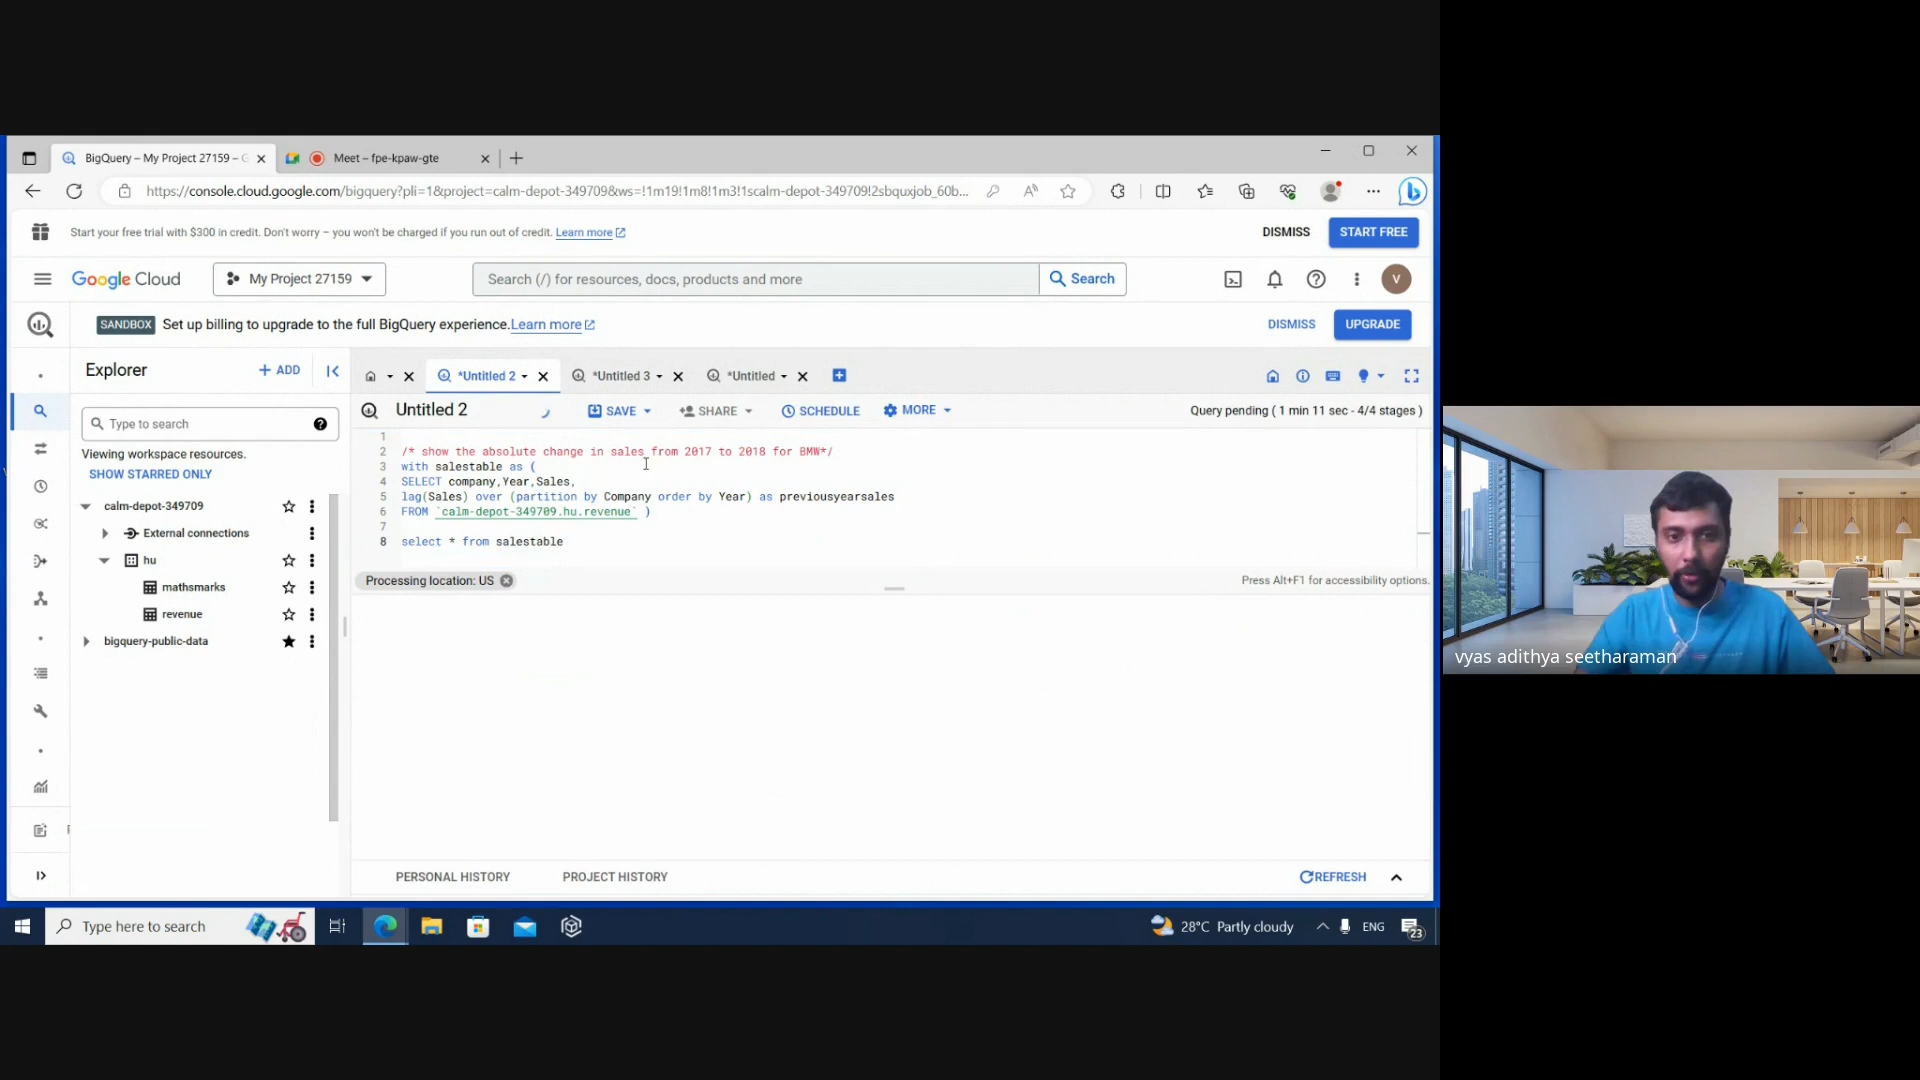 BigQuery – My Project 27159 – G
Meet – fpe-kpaw-gte
https://console.cloud.google.com/bigquery?pli=1&project=calm-depot-349709&ws=!1m19!1m8!1m3!1scalm-depot-349709!2sbquxjob_60b...
Start your free trial with $300 in credit. Don't worry – you won't be charged if you run out of credit. Learn more
DISMISS
START FREE
Google Cloud
My Project 27159
Search (/) for resources, docs, products and more
Search
V
SANDBOX Set up billing to upgrade to the full BigQuery experience. Learn more
DISMISS
UPGRADE
Explorer
+ ADD
Type to search
Viewing workspace resources.
SHOW STARRED ONLY
calm-depot-349709
External connections
hu
mathsmarks
revenue
bigquery-public-data
*Untitled 2
*Untitled 3
*Untitled
Untitled 2
SAVE
SHARE
SCHEDULE
MORE
Query pending ( 1 min 11 sec - 4/4 stages )
1
2 /* show the absolute change in sales from 2017 to 2018 for BMW*/
3 with salestable as (
4 SELECT company,Year,Sales,
5 lag(Sales) over (partition by Company order by Year) as previousyearsales
6 FROM `calm-depot-349709.hu.revenue` )
7
8 select * from salestable
Processing location: US
Press Alt+F1 for accessibility options.
PERSONAL HISTORY
PROJECT HISTORY
REFRESH
Type here to search
28°C Partly cloudy
ENG
23
vyas adithya seetharaman